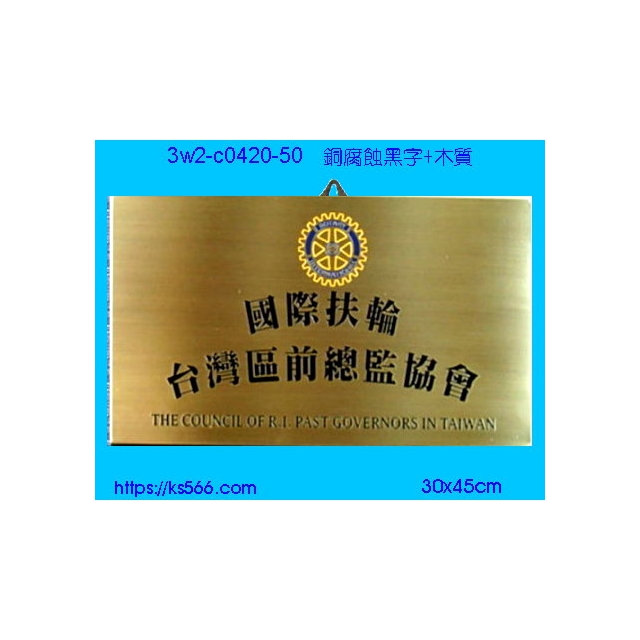 3w2-c0420-50 銅腐蝕黑字+木質
國際扶輪
台灣區前總監協會
THE COUNCIL OF R.I. PAST GOVERNORS IN TAIWAN
https://ks566.com 30x45cm